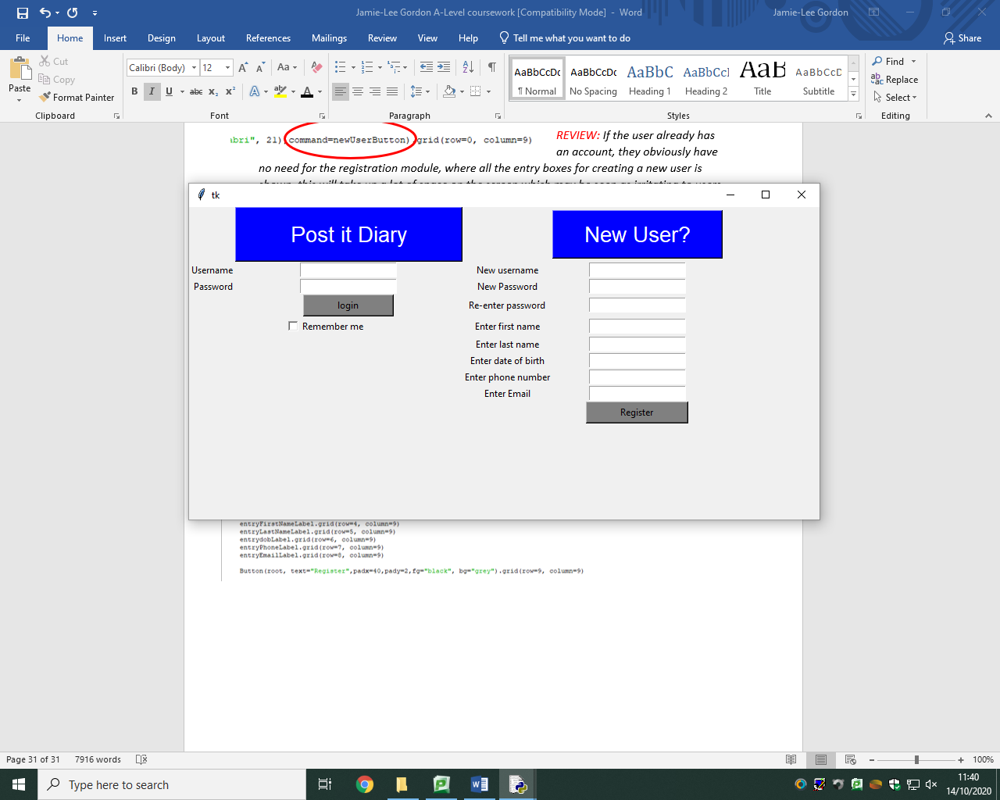 Jamie-Lee Gordon A-Level coursework [Compatibility Mode] - Word
Jamie-Lee Gordon
File Home Insert Design Layout References Mailings Review View Help Tell me what you want to do Share
Paste
Cut
Copy
Format Painter
Clipboard
Calibri (Body) 12
B I U abc x₂ x²
Font
Paragraph
AaBbCcDc AaBbCcDc AaBbC AaBbCcI AaB AaBbCcD
¶ Normal No Spacing Heading 1 Heading 2 Title Subtitle
Styles
Find
Replace
Select
Editing
abri", 21),command=newUserButton).grid(row=0, column=9)
REVIEW: If the user already has
an account, they obviously have
no need for the registration module, where all the entry boxes for creating a new user is
tk
Post it Diary
New User?
Username
Password
login
Remember me
New username
New Password
Re-enter password
Enter first name
Enter last name
Enter date of birth
Enter phone number
Enter Email
Register
entryFirstNameLabel.grid(row=4, column=9)
entryLastNameLabel.grid(row=5, column=9)
entrydobLabel.grid(row=6, column=9)
entryPhoneLabel.grid(row=7, column=9)
entryEmailLabel.grid(row=8, column=9)
Button(root, text="Register",padx=40,pady=2,fg="black", bg="grey").grid(row=9, column=9)
Page 31 of 31 7916 words
100%
Type here to search
11:40
14/10/2020